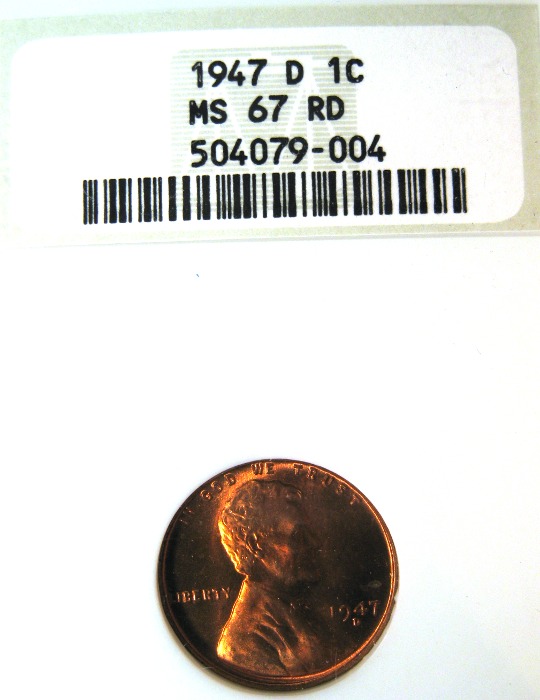 1947 D 1C
MS 67 RD
504079-004
IN GOD WE TRUST
LIBERTY
1947
D